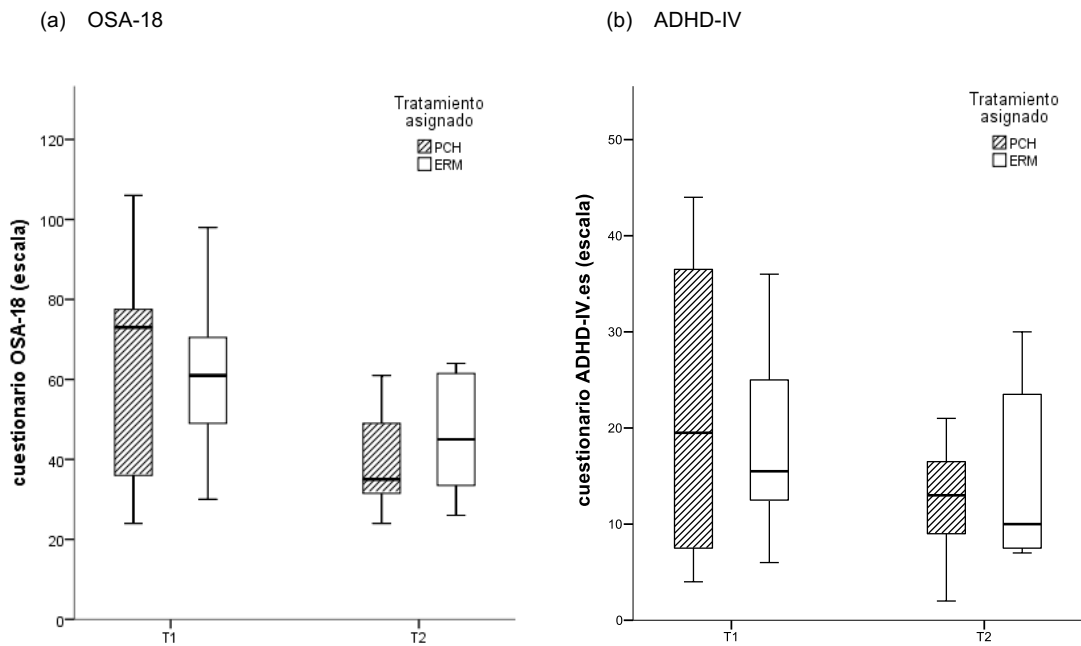 (a) OSA-18
cuestionario OSA-18 (escala)
120
100
80
60
40
20
0
Tratamiento
asignado
PCH
ERM
T1
T2
(b) ADHD-IV
cuestionario ADHD-IV.es (escala)
50
40
30
20
10
0
Tratamiento
asignado
PCH
ERM
T1
T2